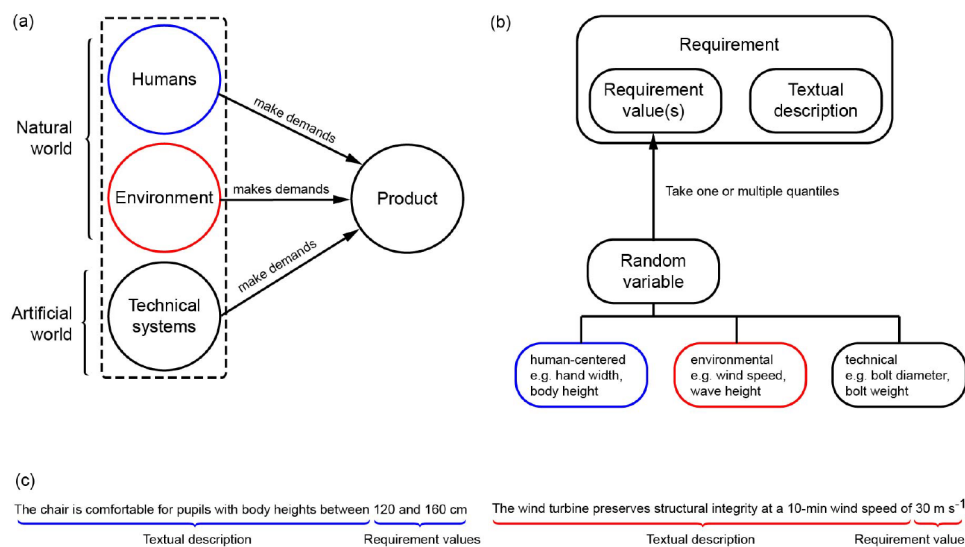 (a)
Natural
world
Artificial
world
Humans
Environment
Technical
systems
make demands
makes demands
make demands
Product
(b)
Requirement
Requirement
value(s)
Textual
description
Take one or multiple quantiles
Random
variable
human-centered
e.g. hand width,
body height
environmental
e.g. wind speed,
wave height
technical
e.g. bolt diameter,
bolt weight
(c)
The chair is comfortable for pupils with body heights between 120 and 160 cm
Textual description
Requirement values
The wind turbine preserves structural integrity at a 10-min wind speed of 30 m s⁻¹
Textual description
Requirement value